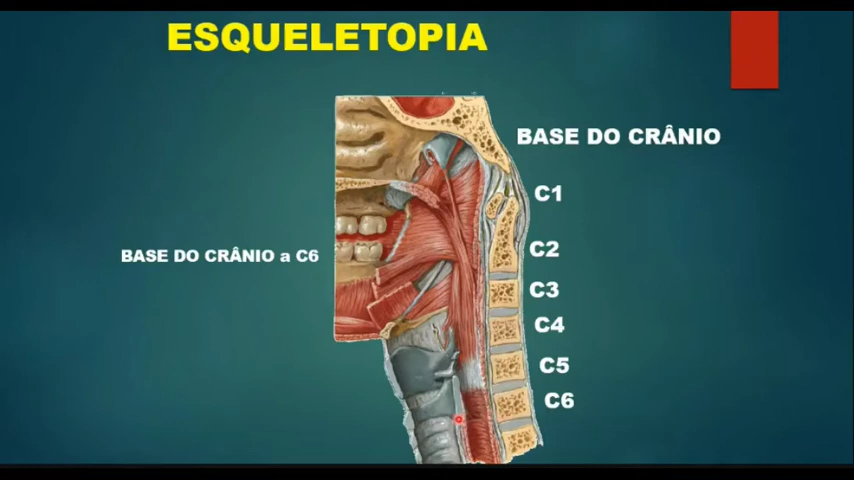 ESQUELETOPIA
BASE DO CRÂNIO
C1
C2
BASE DO CRÂNIO a C6
C3
C4
C5
C6